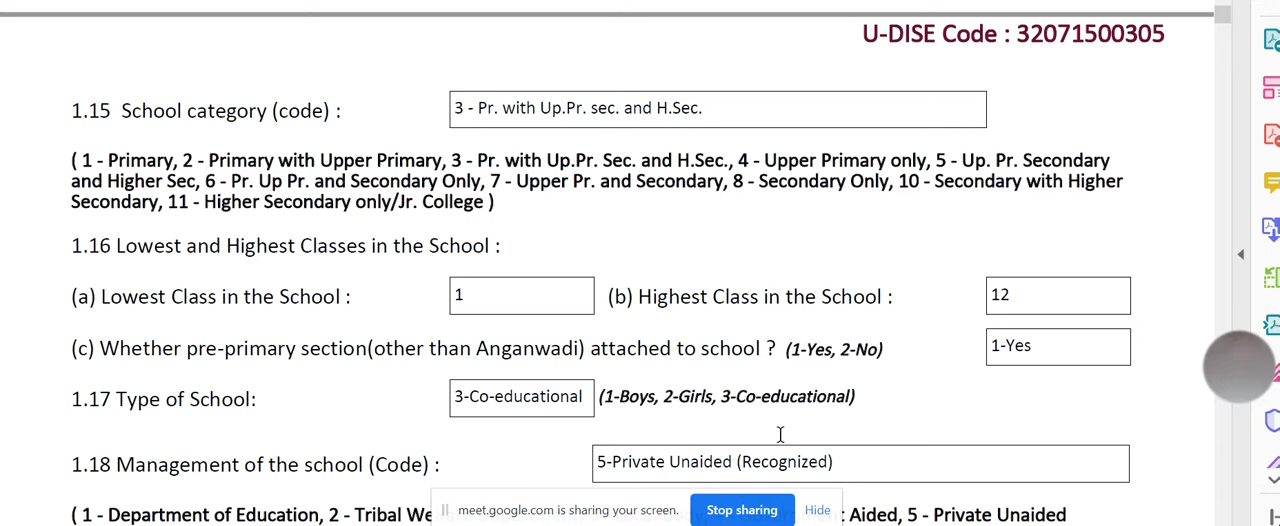 U-DISE Code : 32071500305
1.15 School category (code) : 3 - Pr. with Up.Pr. sec. and H.Sec.
( 1 - Primary, 2 - Primary with Upper Primary, 3 - Pr. with Up.Pr. Sec. and H.Sec., 4 - Upper Primary only, 5 - Up. Pr. Secondary
and Higher Sec, 6 - Pr. Up Pr. and Secondary Only, 7 - Upper Pr. and Secondary, 8 - Secondary Only, 10 - Secondary with Higher
Secondary, 11 - Higher Secondary only/Jr. College )
1.16 Lowest and Highest Classes in the School :
(a) Lowest Class in the School : 1 (b) Highest Class in the School : 12
(c) Whether pre-primary section(other than Anganwadi) attached to school ? (1-Yes, 2-No) 1-Yes
1.17 Type of School: 3-Co-educational (1-Boys, 2-Girls, 3-Co-educational)
1.18 Management of the school (Code) : 5-Private Unaided (Recognized)
meet.google.com is sharing your screen. Stop sharing Hide
( 1 - Department of Education, 2 - Tribal Aided, 5 - Private Unaided